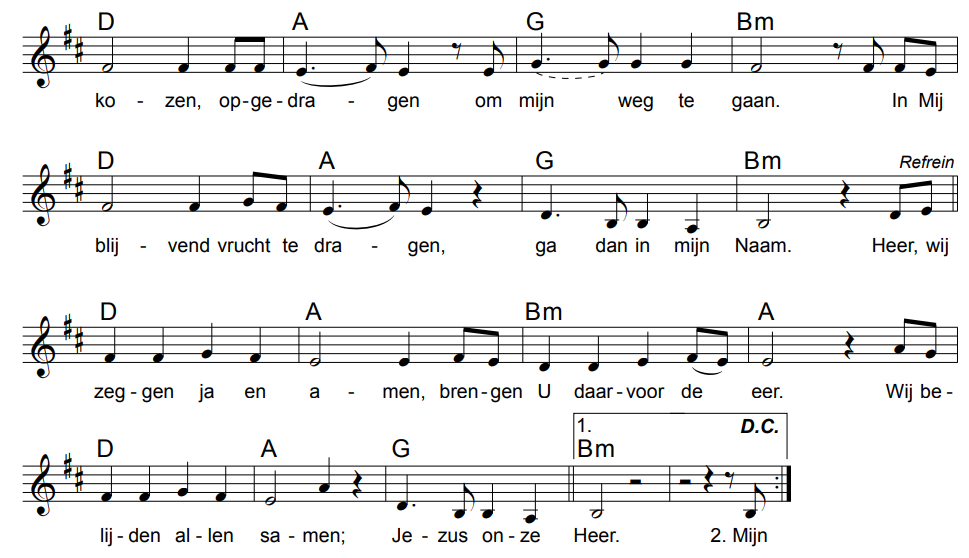 D A G Bm
ko - zen, op-ge-dra - gen om mijn weg te gaan. In Mij
D A G Bm Refrein
blij - vend vrucht te dra - gen, ga dan in mijn Naam. Heer, wij
D A Bm A
zeg-gen ja en a - men, bren-gen U daar-voor de eer. Wij be-
1. D.C.
D A G Bm
lij-den al-len sa-men; Je-zus on-ze Heer. 2. Mijn